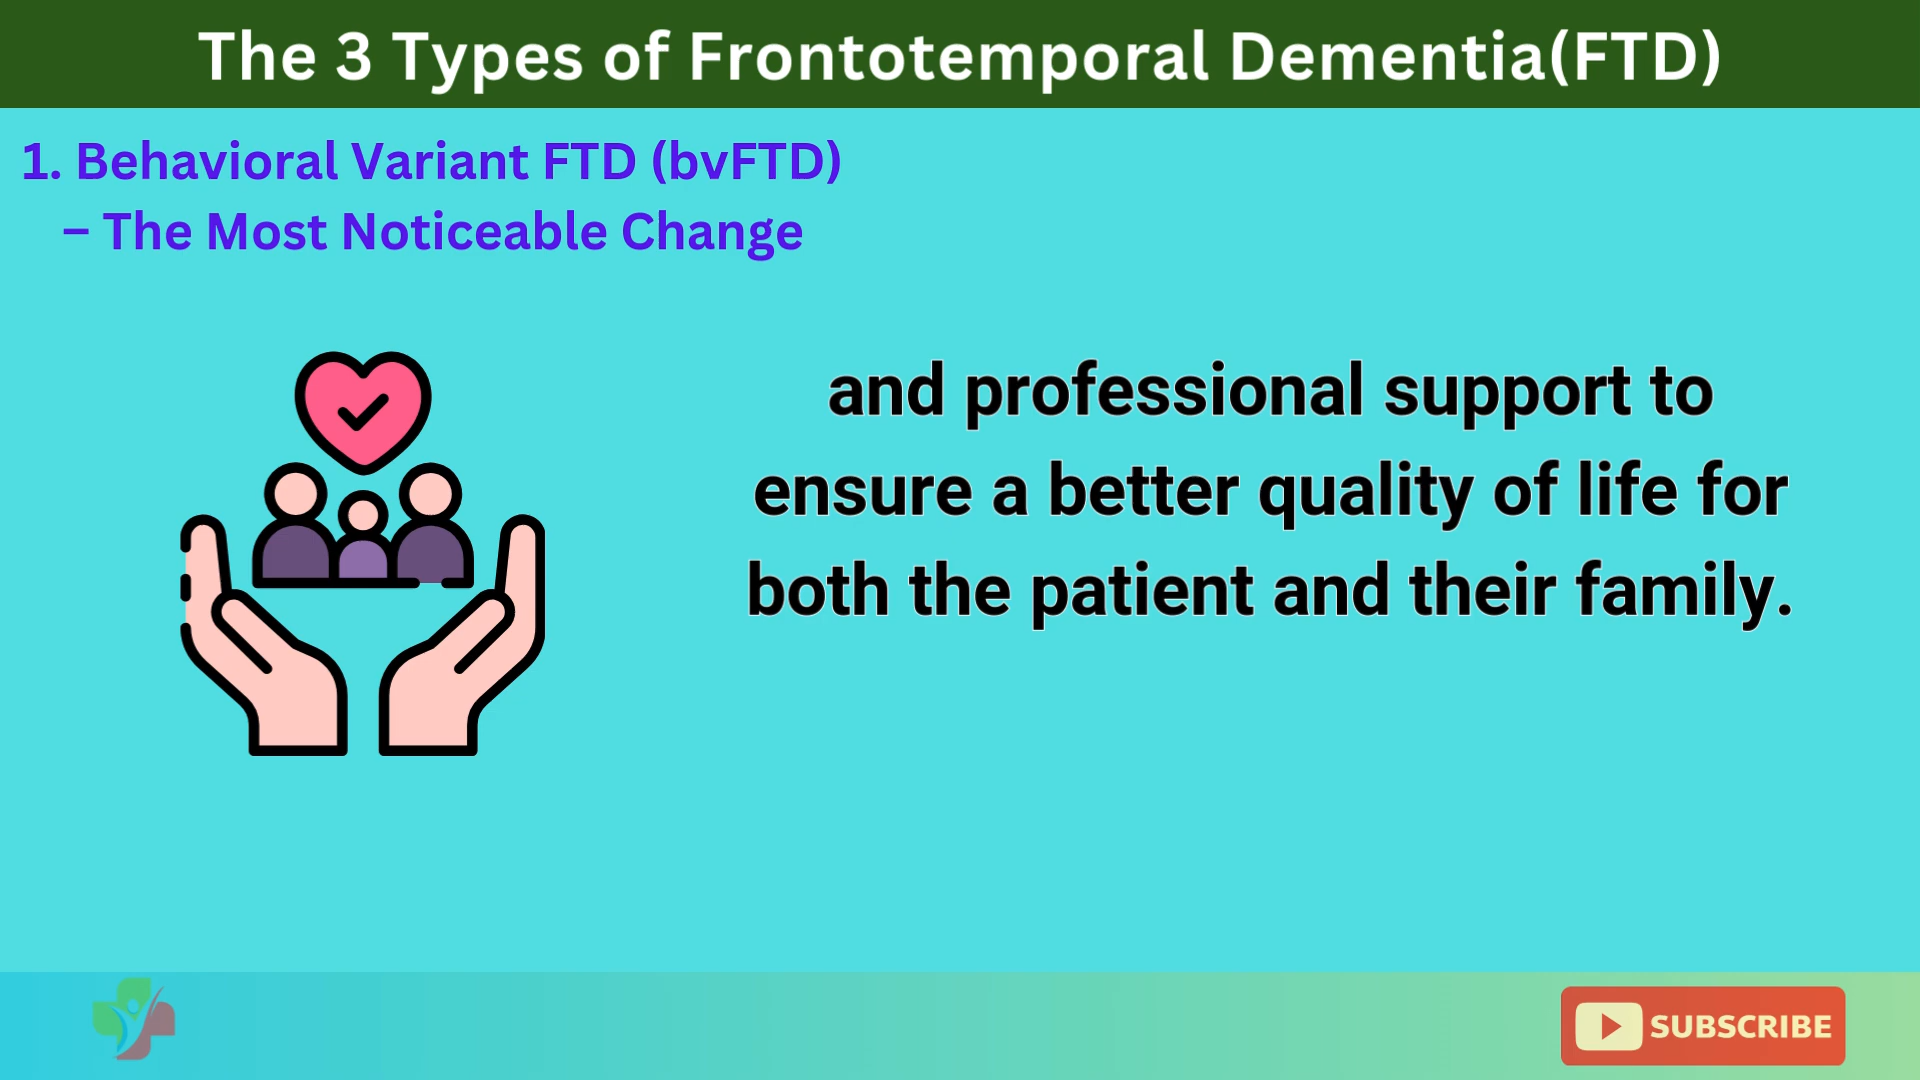 The 3 Types of Frontotemporal Dementia(FTD)
1. Behavioral Variant FTD (bvFTD)
– The Most Noticeable Change
and professional support to
ensure a better quality of life for
both the patient and their family.
SUBSCRIBE